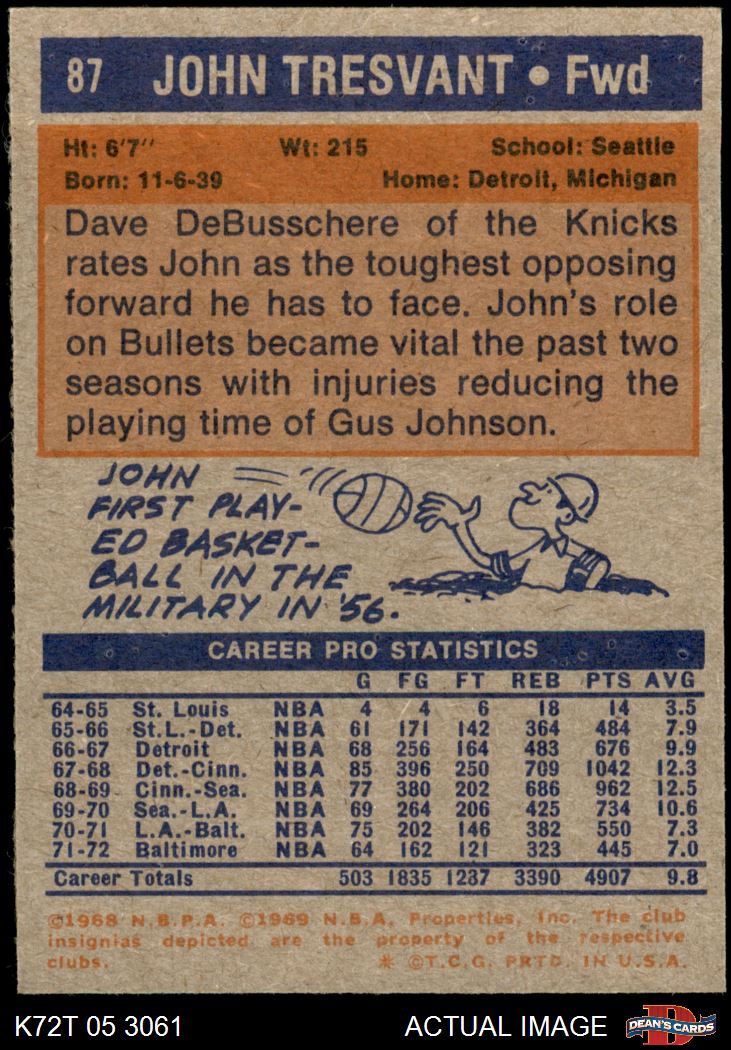 87 JOHN TRESVANT • Fwd
Ht: 6'7" Wt: 215 School: Seattle
Born: 11-6-39 Home: Detroit, Michigan
Dave DeBusschere of the Knicks
rates John as the toughest opposing
forward he has to face. John's role
on Bullets became vital the past two
seasons with injuries reducing the
playing time of Gus Johnson.
JOHN
FIRST PLAY-
ED BASKET-
BALL IN THE
MILITARY IN '56.
CAREER PRO STATISTICS
G FG FT REB PTS AVG
64-65 St. Louis NBA 4 4 6 18 14 3.5
65-66 St.L.-Det. NBA 61 171 142 364 484 7.9
66-67 Detroit NBA 68 256 164 483 676 9.9
67-68 Det.-Cinn. NBA 85 396 250 709 1042 12.3
68-69 Cinn.-Sea. NBA 77 380 202 686 962 12.5
69-70 Sea.-L.A. NBA 69 264 206 425 734 10.6
70-71 L.A.-Balt. NBA 75 202 146 382 550 7.3
71-72 Baltimore NBA 64 162 121 323 445 7.0
Career Totals 503 1835 1237 3390 4907 9.8
©1968 N.B.P.A. ©1969 N.B.A. Properties, Inc. The club
insignias depicted are the property of the respective
clubs. * ©T.C.G. PRTD. IN U.S.A.
K72T 05 3061 ACTUAL IMAGE D DEAN'S CARDS